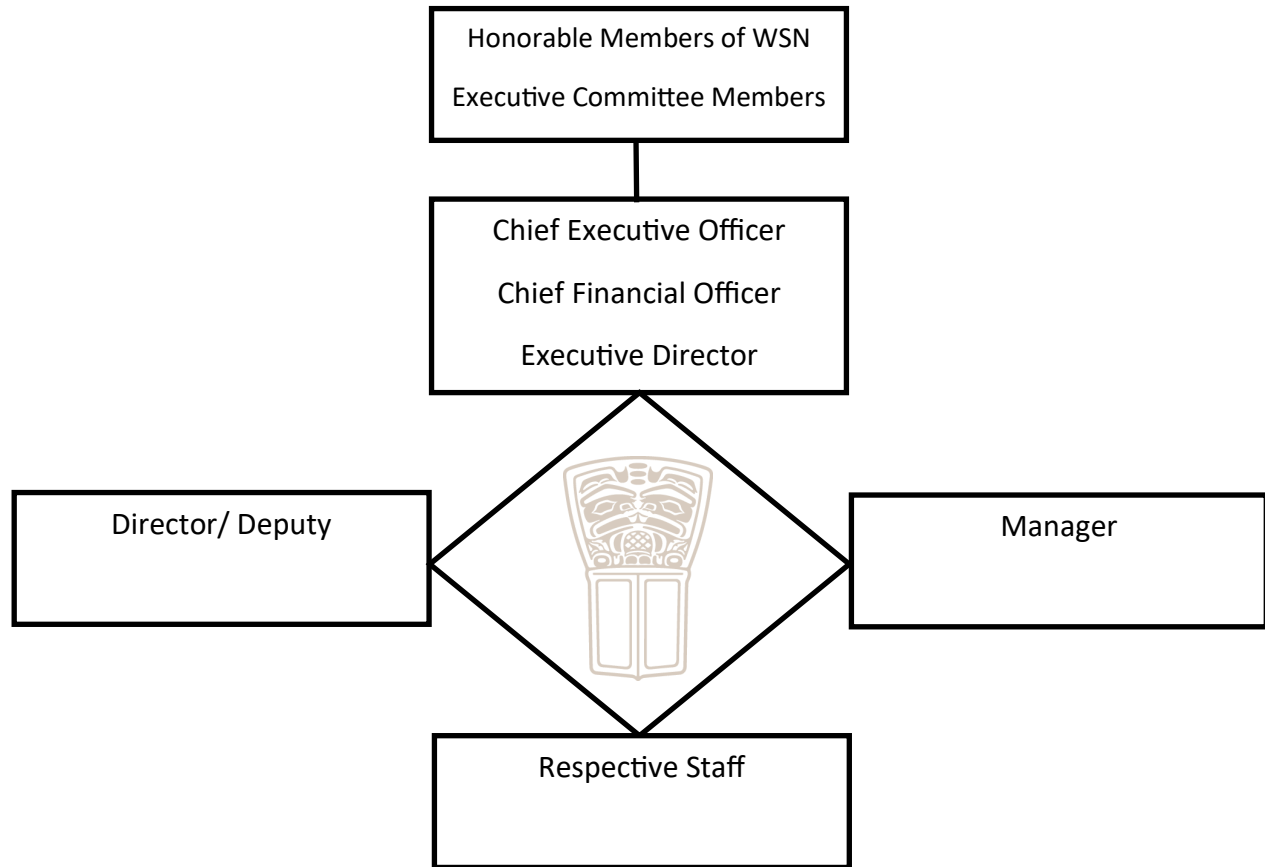 Honorable Members of WSN
Executive Committee Members
Chief Executive Officer
Chief Financial Officer
Executive Director
Director/ Deputy
Manager
Respective Staff